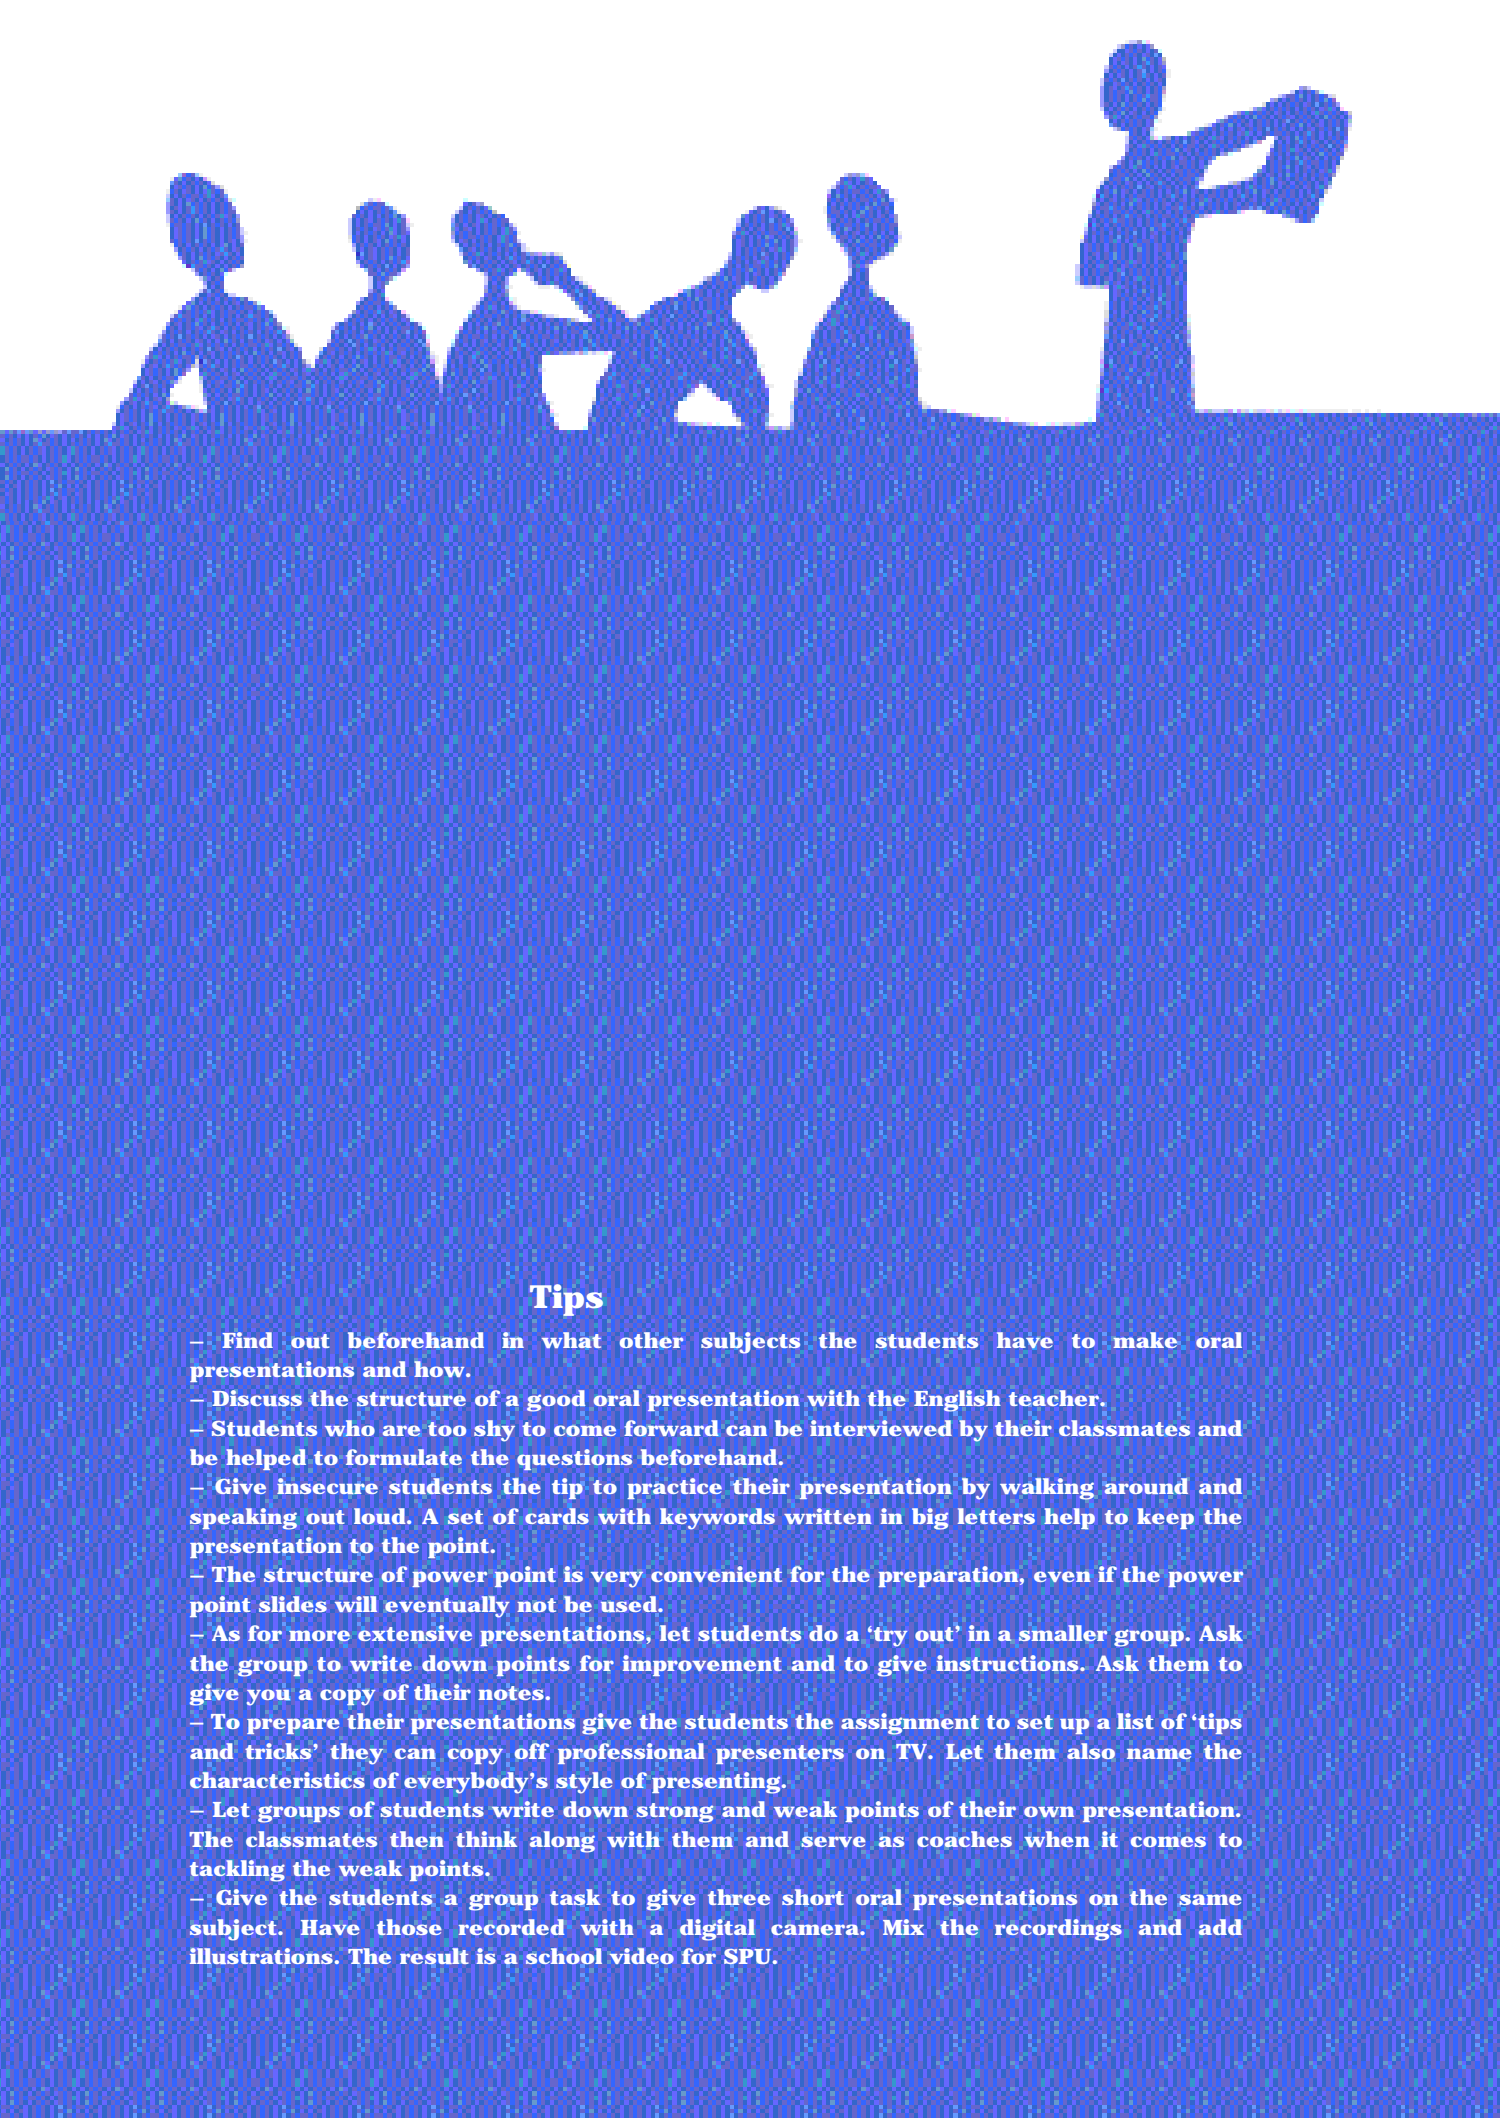 Tips
– Find out beforehand in what other subjects the students have to make oral
presentations and how.
– Discuss the structure of a good oral presentation with the English teacher.
– Students who are too shy to come forward can be interviewed by their classmates and
be helped to formulate the questions beforehand.
– Give insecure students the tip to practice their presentation by walking around and
speaking out loud. A set of cards with keywords written in big letters help to keep the
presentation to the point.
– The structure of power point is very convenient for the preparation, even if the power
point slides will eventually not be used.
– As for more extensive presentations, let students do a ‘try out’ in a smaller group. Ask
the group to write down points for improvement and to give instructions. Ask them to
give you a copy of their notes.
– To prepare their presentations give the students the assignment to set up a list of ‘tips
and tricks’ they can copy off professional presenters on TV. Let them also name the
characteristics of everybody’s style of presenting.
– Let groups of students write down strong and weak points of their own presentation.
The classmates then think along with them and serve as coaches when it comes to
tackling the weak points.
– Give the students a group task to give three short oral presentations on the same
subject. Have those recorded with a digital camera. Mix the recordings and add
illustrations. The result is a school video for SPU.